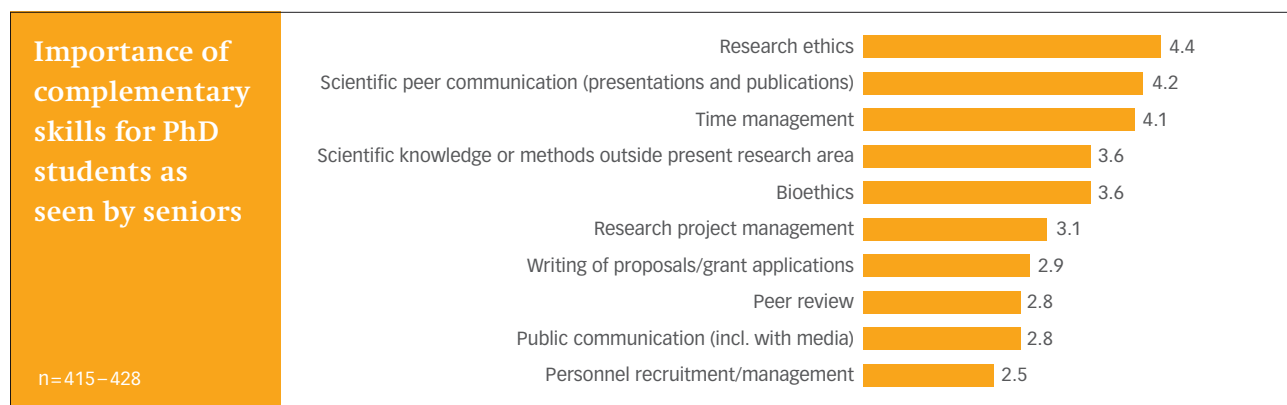 Importance of
complementary
skills for PhD
students as
seen by seniors
n=415–428
Research ethics 4.4
Scientific peer communication (presentations and publications) 4.2
Time management 4.1
Scientific knowledge or methods outside present research area 3.6
Bioethics 3.6
Research project management 3.1
Writing of proposals/grant applications 2.9
Peer review 2.8
Public communication (incl. with media) 2.8
Personnel recruitment/management 2.5